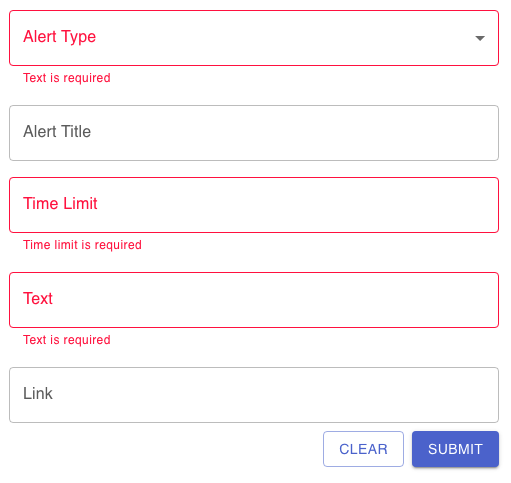 Alert Type
Text is required
Alert Title
Time Limit
Time limit is required
Text
Text is required
Link
CLEAR SUBMIT